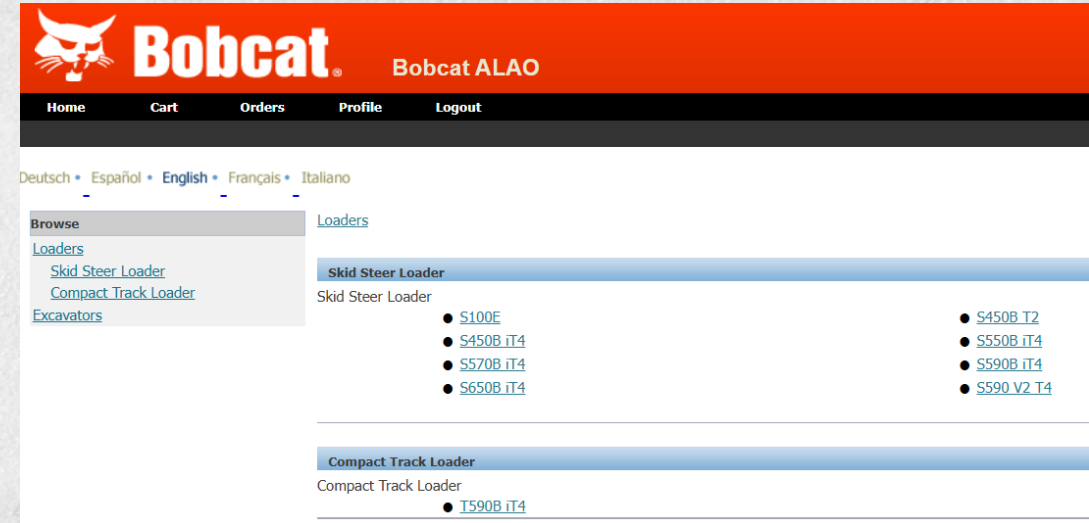 Bobcat® Bobcat ALAO
Home Cart Orders Profile Logout
Deutsch • Español • English • Français • Italiano
Browse
Loaders
Skid Steer Loader
Compact Track Loader
Excavators
Loaders
Skid Steer Loader
Skid Steer Loader
● S100E ● S450B T2
● S450B iT4 ● S550B iT4
● S570B iT4 ● S590B iT4
● S650B iT4 ● S590 V2 T4
Compact Track Loader
Compact Track Loader
● T590B iT4